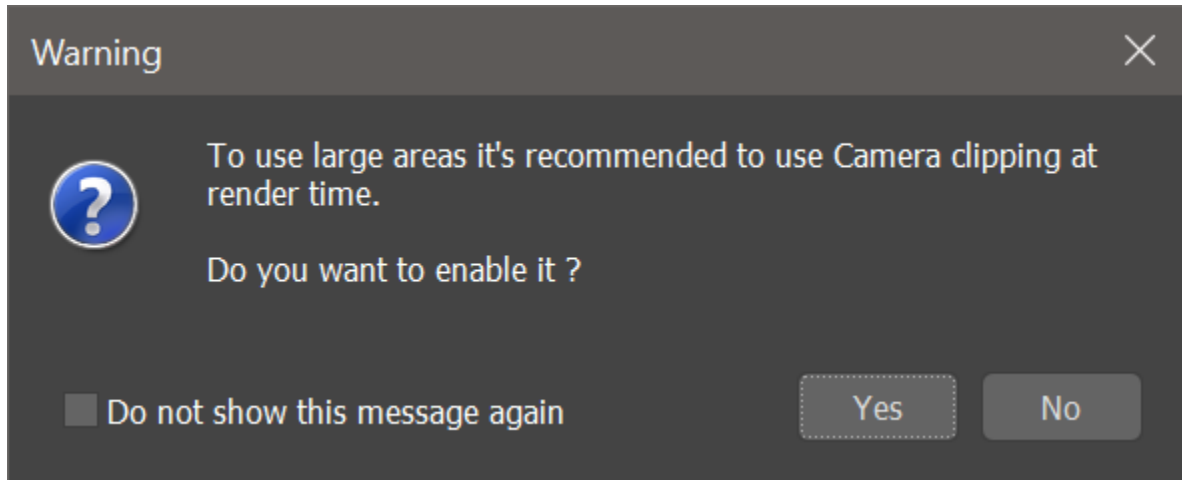 Warning
To use large areas it's recommended to use Camera clipping at
render time.
Do you want to enable it ?
Do not show this message again
Yes
No